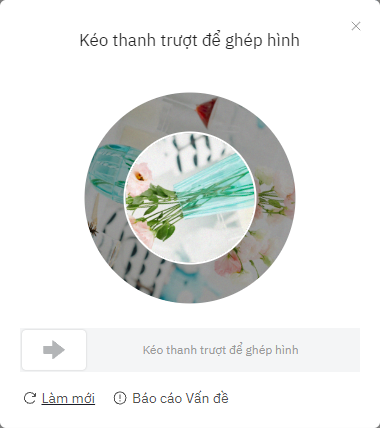 Kéo thanh trượt để ghép hình
Kéo thanh trượt để ghép hình
Làm mới
Báo cáo Vấn đề